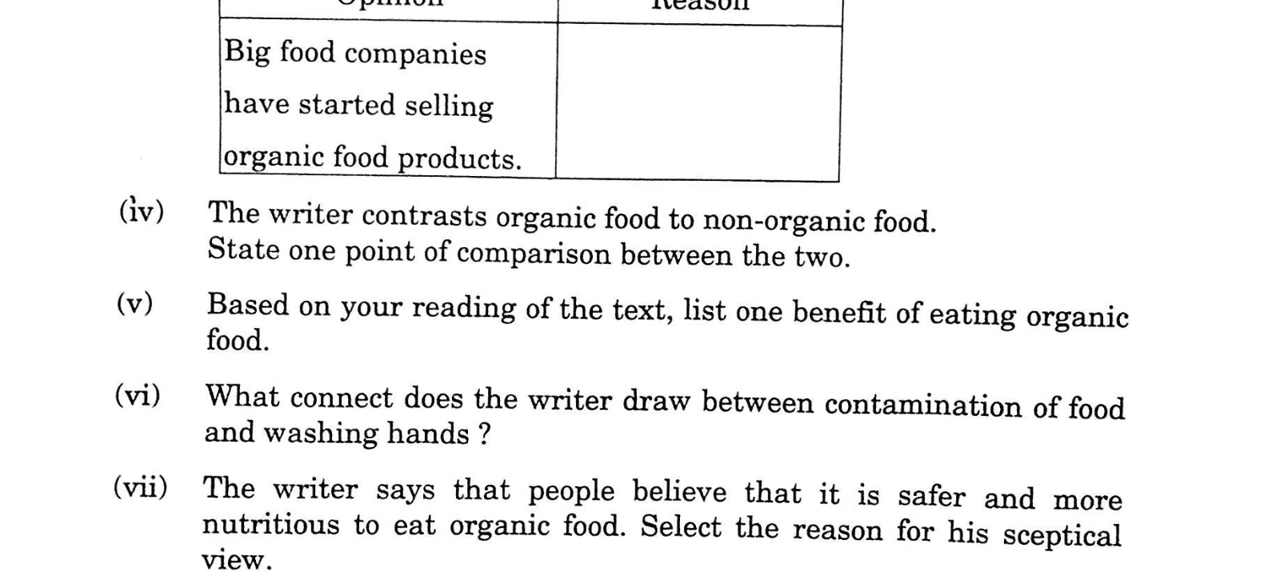 Opinion Reason
Big food companies
have started selling
organic food products.
(iv) The writer contrasts organic food to non-organic food.
State one point of comparison between the two.
(v) Based on your reading of the text, list one benefit of eating organic
food.
(vi) What connect does the writer draw between contamination of food
and washing hands ?
(vii) The writer says that people believe that it is safer and more
nutritious to eat organic food. Select the reason for his sceptical
view.